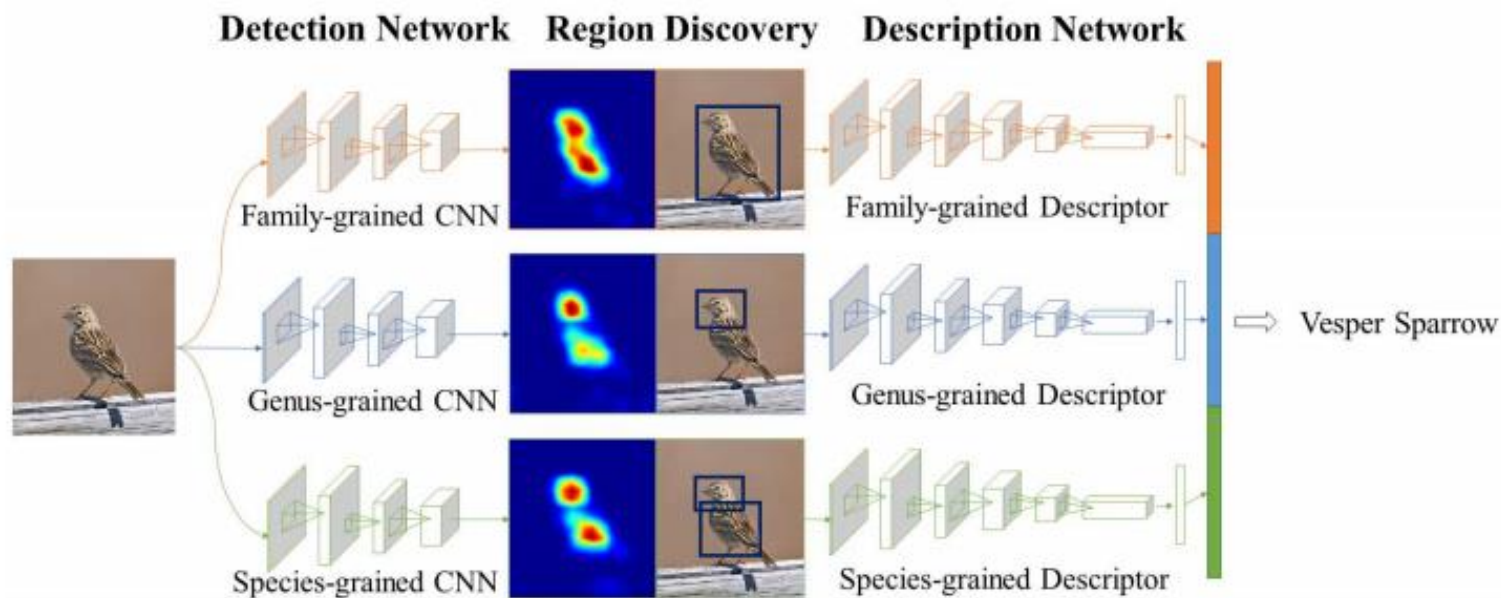 Detection Network
Region Discovery
Description Network
Family-grained CNN
Family-grained Descriptor
Genus-grained CNN
Genus-grained Descriptor
Vesper Sparrow
Species-grained CNN
Species-grained Descriptor